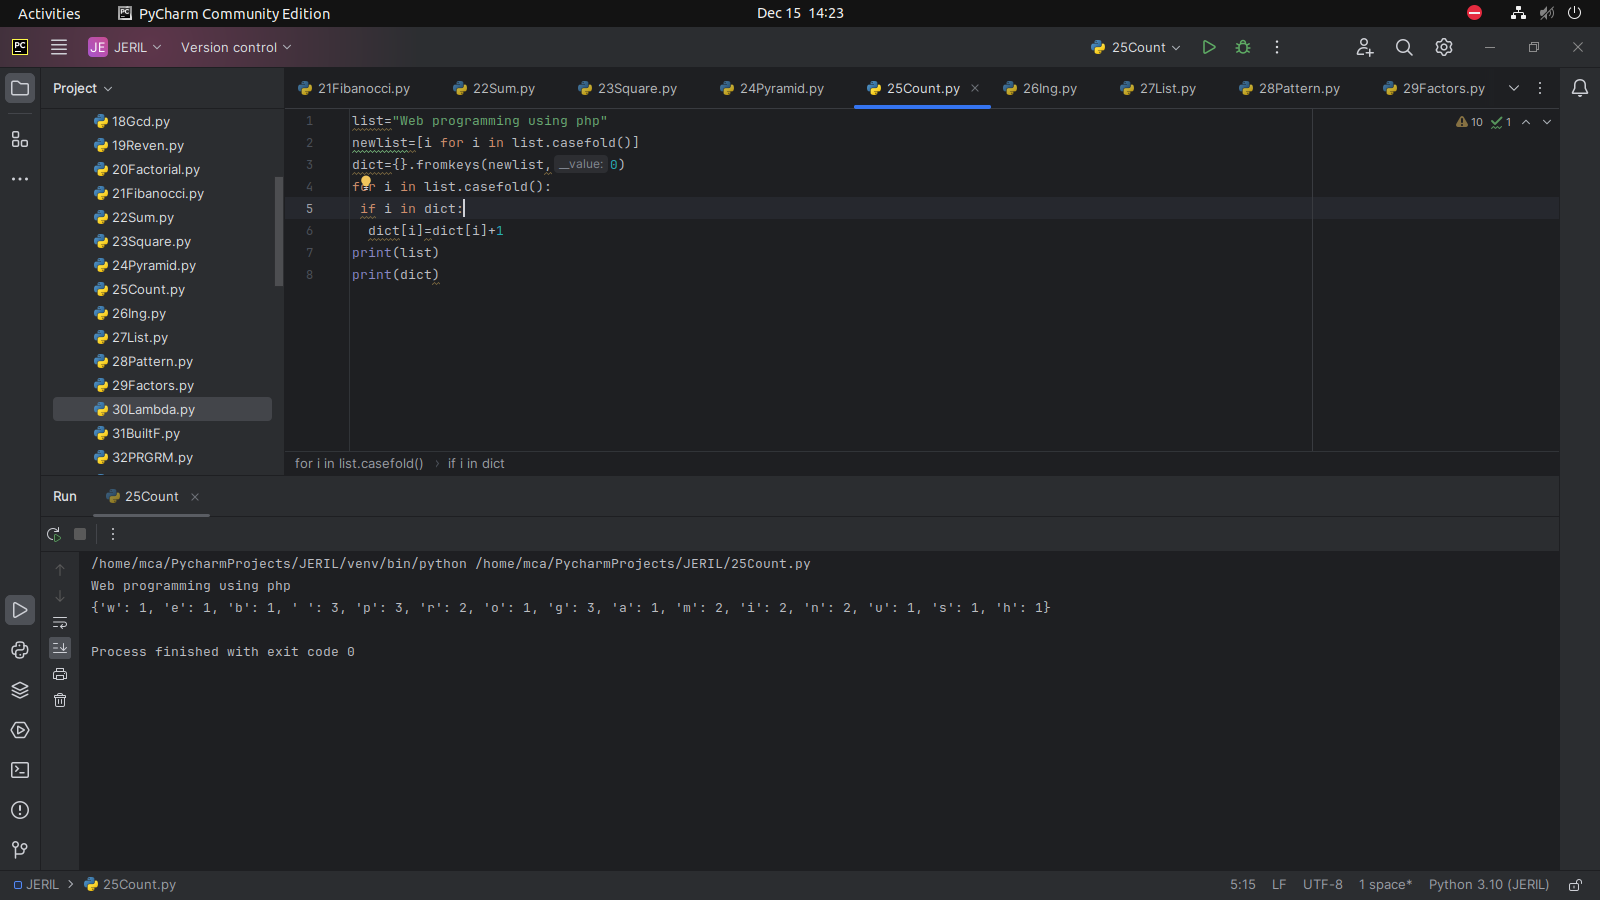 Activities PyCharm Community Edition Dec 15 14:23
PC JE JERIL Version control 25Count
Project 21Fibanocci.py 22Sum.py 23Square.py 24Pyramid.py 25Count.py 26Ing.py 27List.py 28Pattern.py 29Factors.py
18Gcd.py
19Reven.py
20Factorial.py
21Fibanocci.py
22Sum.py
23Square.py
24Pyramid.py
25Count.py
26Ing.py
27List.py
28Pattern.py
29Factors.py
30Lambda.py
31BuiltF.py
32PRGRM.py
1 list="Web programming using php"
2 newlist=[i for i in list.casefold()]
3 dict={}.fromkeys(newlist, __value: 0)
4 for i in list.casefold():
5 if i in dict:
6 dict[i]=dict[i]+1
7 print(list)
8 print(dict)
10 1
for i in list.casefold() › if i in dict
Run 25Count
/home/mca/PycharmProjects/JERIL/venv/bin/python /home/mca/PycharmProjects/JERIL/25Count.py
Web programming using php
{'w': 1, 'e': 1, 'b': 1, ' ': 3, 'p': 3, 'r': 2, 'o': 1, 'g': 3, 'a': 1, 'm': 2, 'i': 2, 'n': 2, 'u': 1, 's': 1, 'h': 1}
Process finished with exit code 0
JERIL > 25Count.py 5:15 LF UTF-8 1 space* Python 3.10 (JERIL)